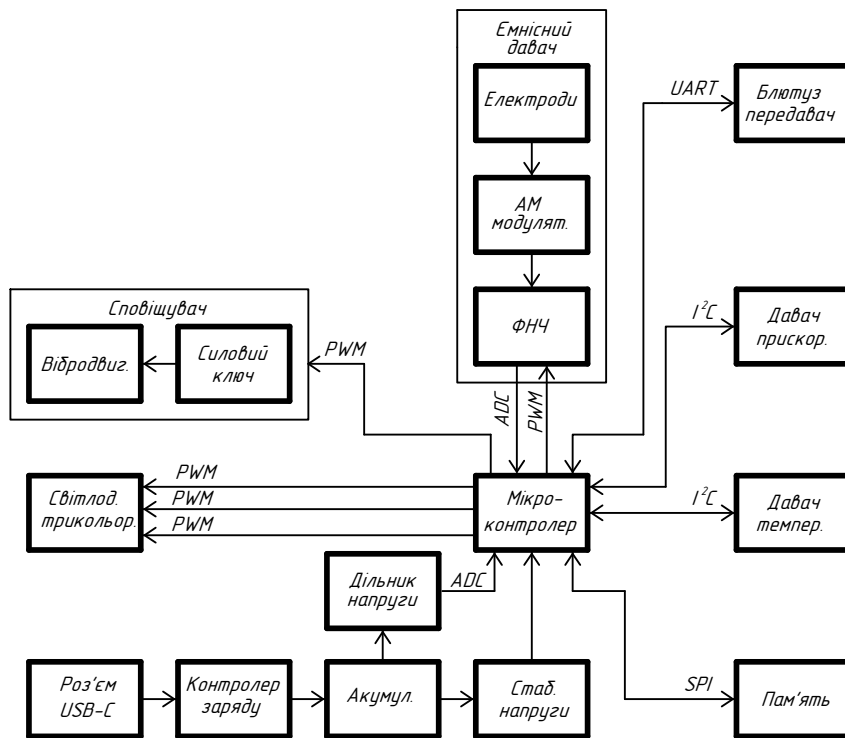 Ємнісний
давач
Електроди
UART
Блютуз
передавач
АМ
модулят.
Сповіщувач
ФНЧ
I²C
Давач
прискор.
Вібродвиг.
Силовий
ключ
PWM
ADC
PWM
Світлод.
трикольор.
PWM
PWM
PWM
Мікро-
контролер
I²C
Давач
темпер.
Дільник
напруги
ADC
Роз'єм
USB-C
Контролер
заряду
Акумул.
Стаб.
напруги
SPI
Пам'ять